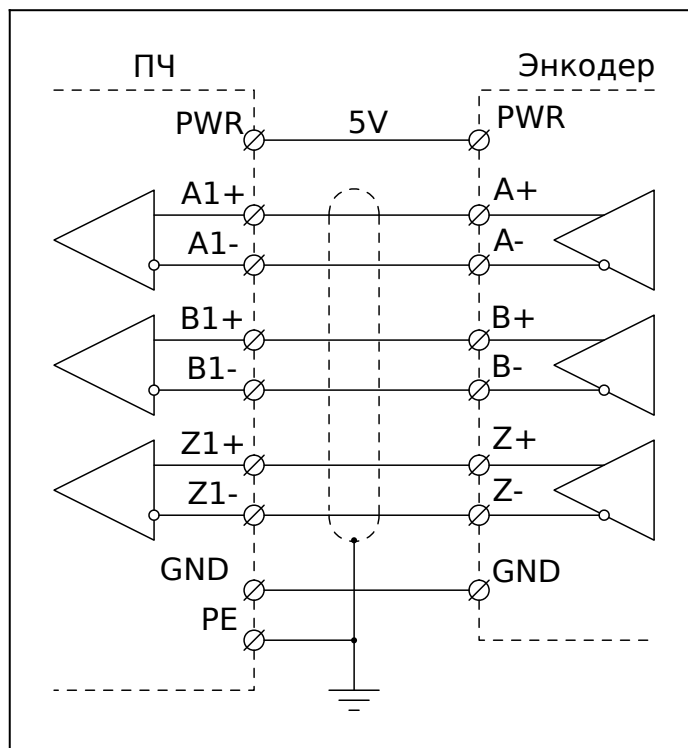 ПЧ Энкодер
PWR 5V PWR
A1+ A+
A1- A-
B1+ B+
B1- B-
Z1+ Z+
Z1- Z-
GND GND
PE